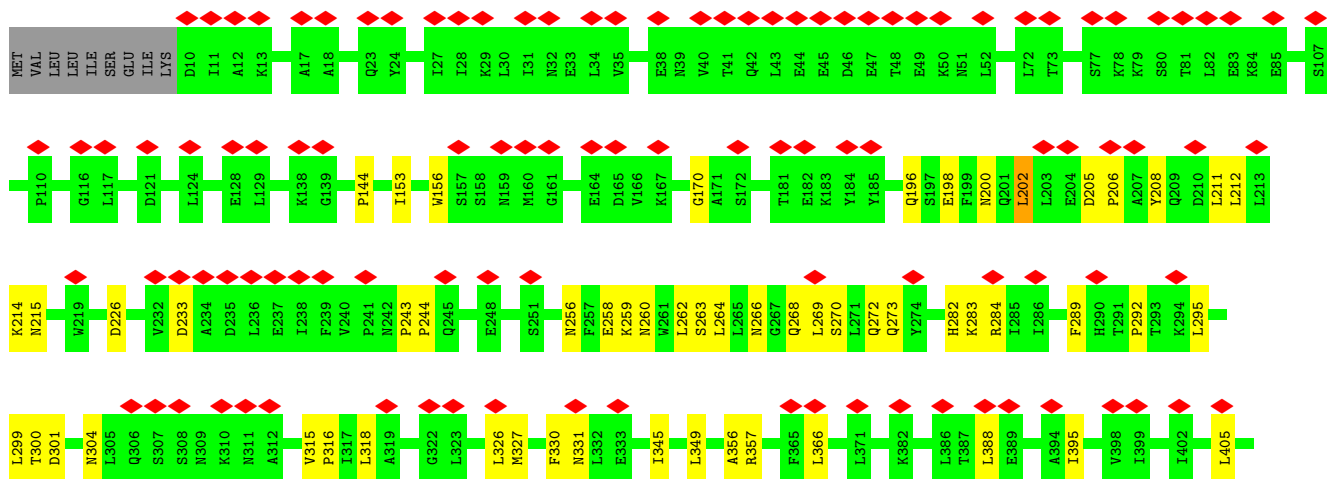 MET VAL LEU LEU ILE SER GLU ILE LYS D10 I11 A12 K13 A17 A18 Q23 Y24 I27 I28 K29 L30 I31 N32 E33 L34 V35 E38 N39 V40 T41 Q42 L43 E44 E45 D46 E47 T48 E49 K50 N51 L52 L72 T73 S77 K78 K79 S80 T81 L82 E83 K84 E85 S107
P110 G116 L117 D121 L124 E128 L129 K138 G139 P144 I153 W156 S157 S158 N159 M160 G161 E164 D165 V166 K167 G170 A171 S172 T181 E182 K183 Y184 Y185 Q196 S197 E198 F199 N200 Q201 L202 L203 E204 D205 P206 A207 Y208 Q209 D210 L211 L212 L213
K214 N215 W219 D226 V232 D233 A234 D235 L236 E237 I238 F239 V240 P241 N242 P243 P244 Q245 E248 S251 N256 F257 E258 K259 N260 W261 L262 S263 L264 L265 N266 G267 Q268 L269 S270 L271 Q272 Q273 Y274 H282 K283 R284 I285 I286 F289 H290 T291 P292 T293 K294 L295
L299 T300 D301 N304 L305 Q306 S307 S308 N309 K310 N311 A312 V315 P316 I317 L318 A319 G322 L323 L326 M327 F330 N331 L332 E333 I345 L349 A356 R357 F365 L366 L371 K382 L386 T387 L388 E389 A394 I395 V398 I399 I402 L405